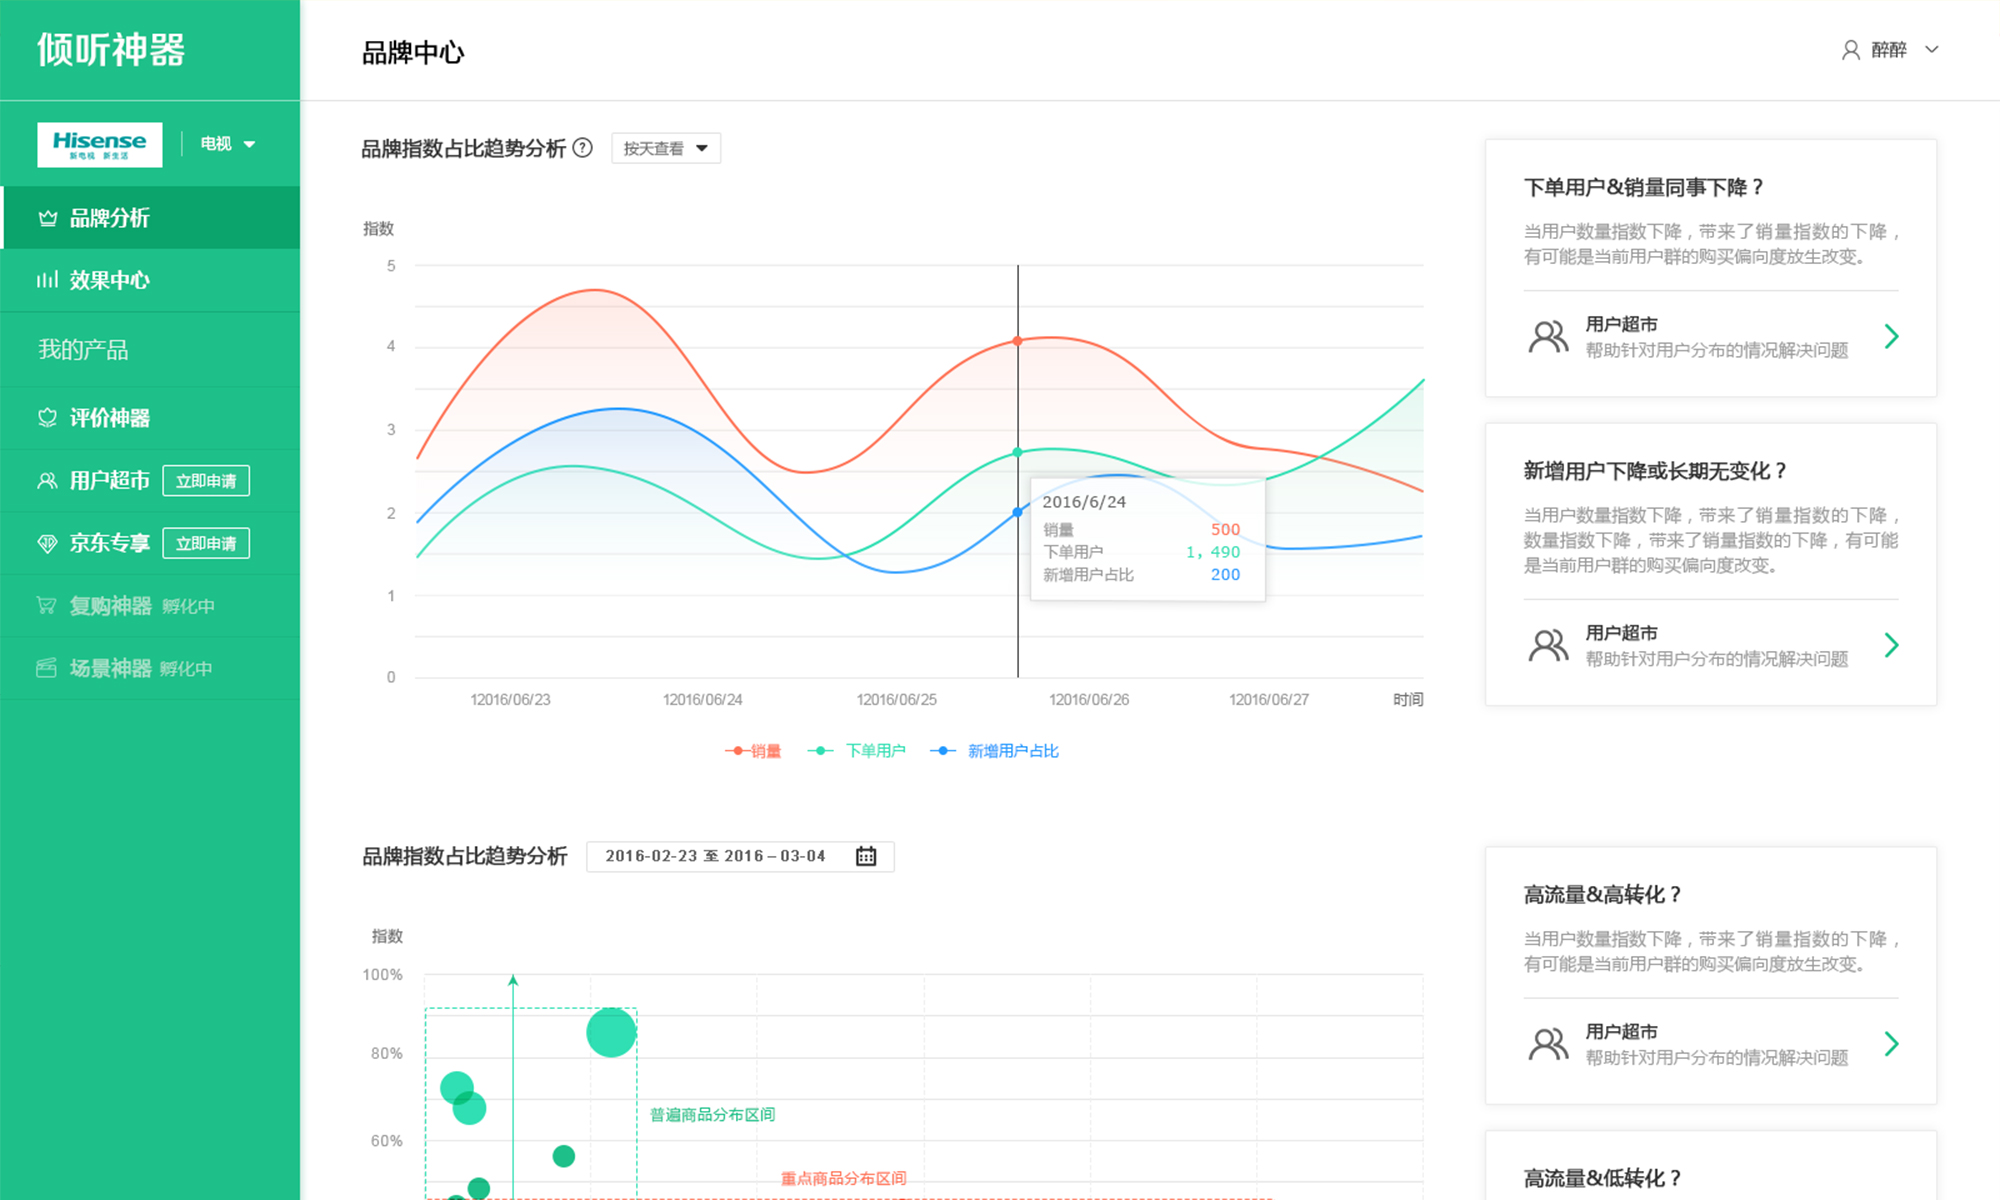 倾听神器
品牌中心
醉醉
Hisense
新电视 新生活
电视
品牌分析
效果中心
我的产品
评价神器
用户超市 立即申请
京东专享 立即申请
复购神器 孵化中
场景神器 孵化中
品牌指数占比趋势分析 ? 按天查看
指数
5
4
3
2
1
0
12016/06/23 12016/06/24 12016/06/25 12016/06/26 12016/06/27 时间
2016/6/24
销量 500
下单用户 1，490
新增用户占比 200
销量 下单用户 新增用户占比
下单用户&销量同事下降？
当用户数量指数下降，带来了销量指数的下降，
有可能是当前用户群的购买偏向度放生改变。
用户超市
帮助针对用户分布的情况解决问题
新增用户下降或长期无变化？
当用户数量指数下降，带来了销量指数的下降，
数量指数下降，带来了销量指数的下降，有可能
是当前用户群的购买偏向度改变。
用户超市
帮助针对用户分布的情况解决问题
品牌指数占比趋势分析 2016-02-23 至 2016－03-04
指数
100%
80%
60%
普遍商品分布区间
重点商品分布区间
高流量&高转化？
当用户数量指数下降，带来了销量指数的下降，
有可能是当前用户群的购买偏向度放生改变。
用户超市
帮助针对用户分布的情况解决问题
高流量&低转化？